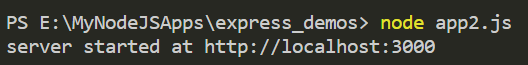 PS E:\MyNodeJSApps\express_demos> node app2.js
server started at http://localhost:3000